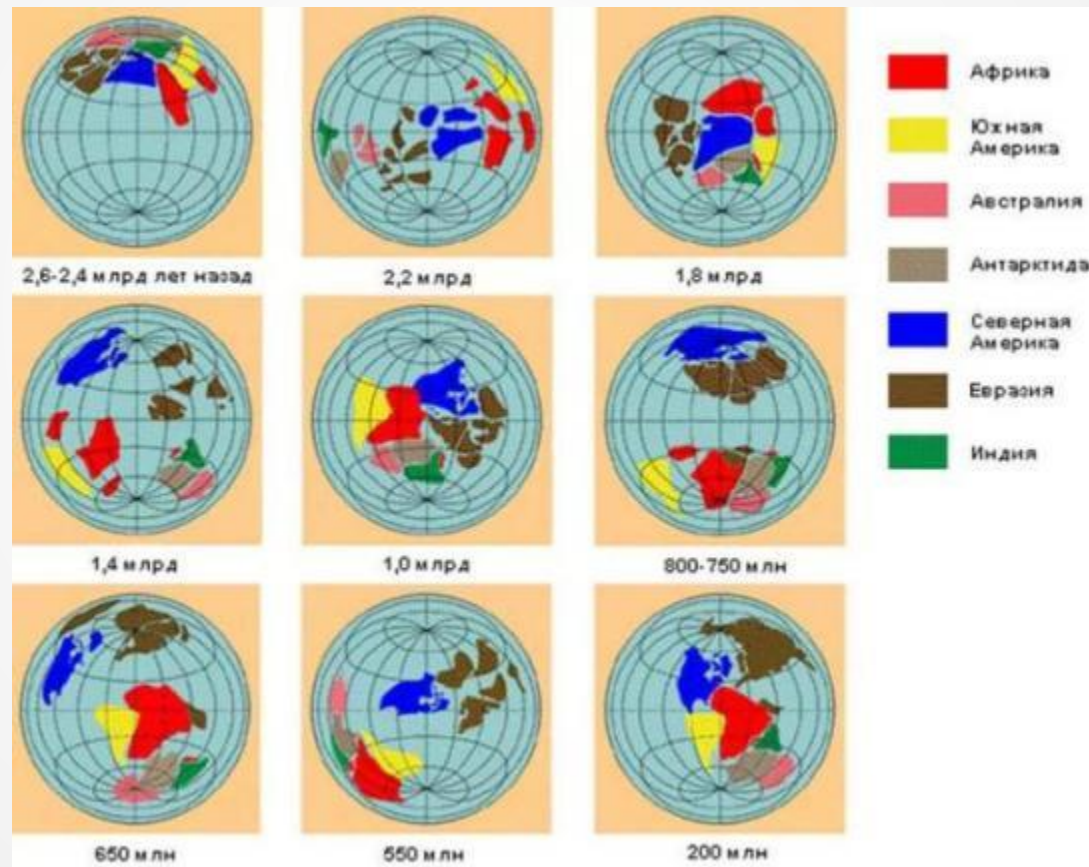 Африка
Южная
Америка
Австралия
Антарктида
Северная
Америка
Евразия
Индия
2,6-2,4 млрд лет назад
2,2 млрд
1,8 млрд
1,4 млрд
1,0 млрд
800-750 млн
650 млн
550 млн
200 млн